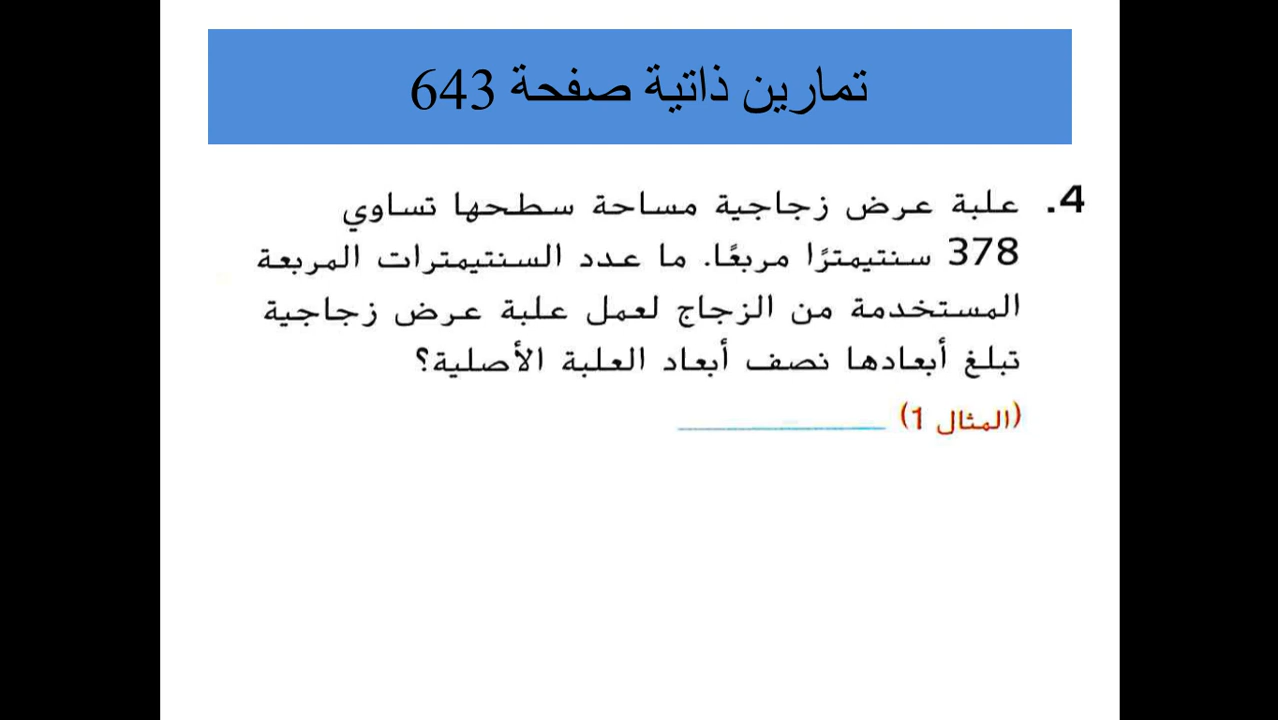 تمارين ذاتية صفحة 643
4. علبة عرض زجاجية مساحة سطحها تساوي
378 سنتيمترًا مربعًا. ما عدد السنتيمترات المربعة
المستخدمة من الزجاج لعمل علبة عرض زجاجية
تبلغ أبعادها نصف أبعاد العلبة الأصلية؟
(المثال 1)